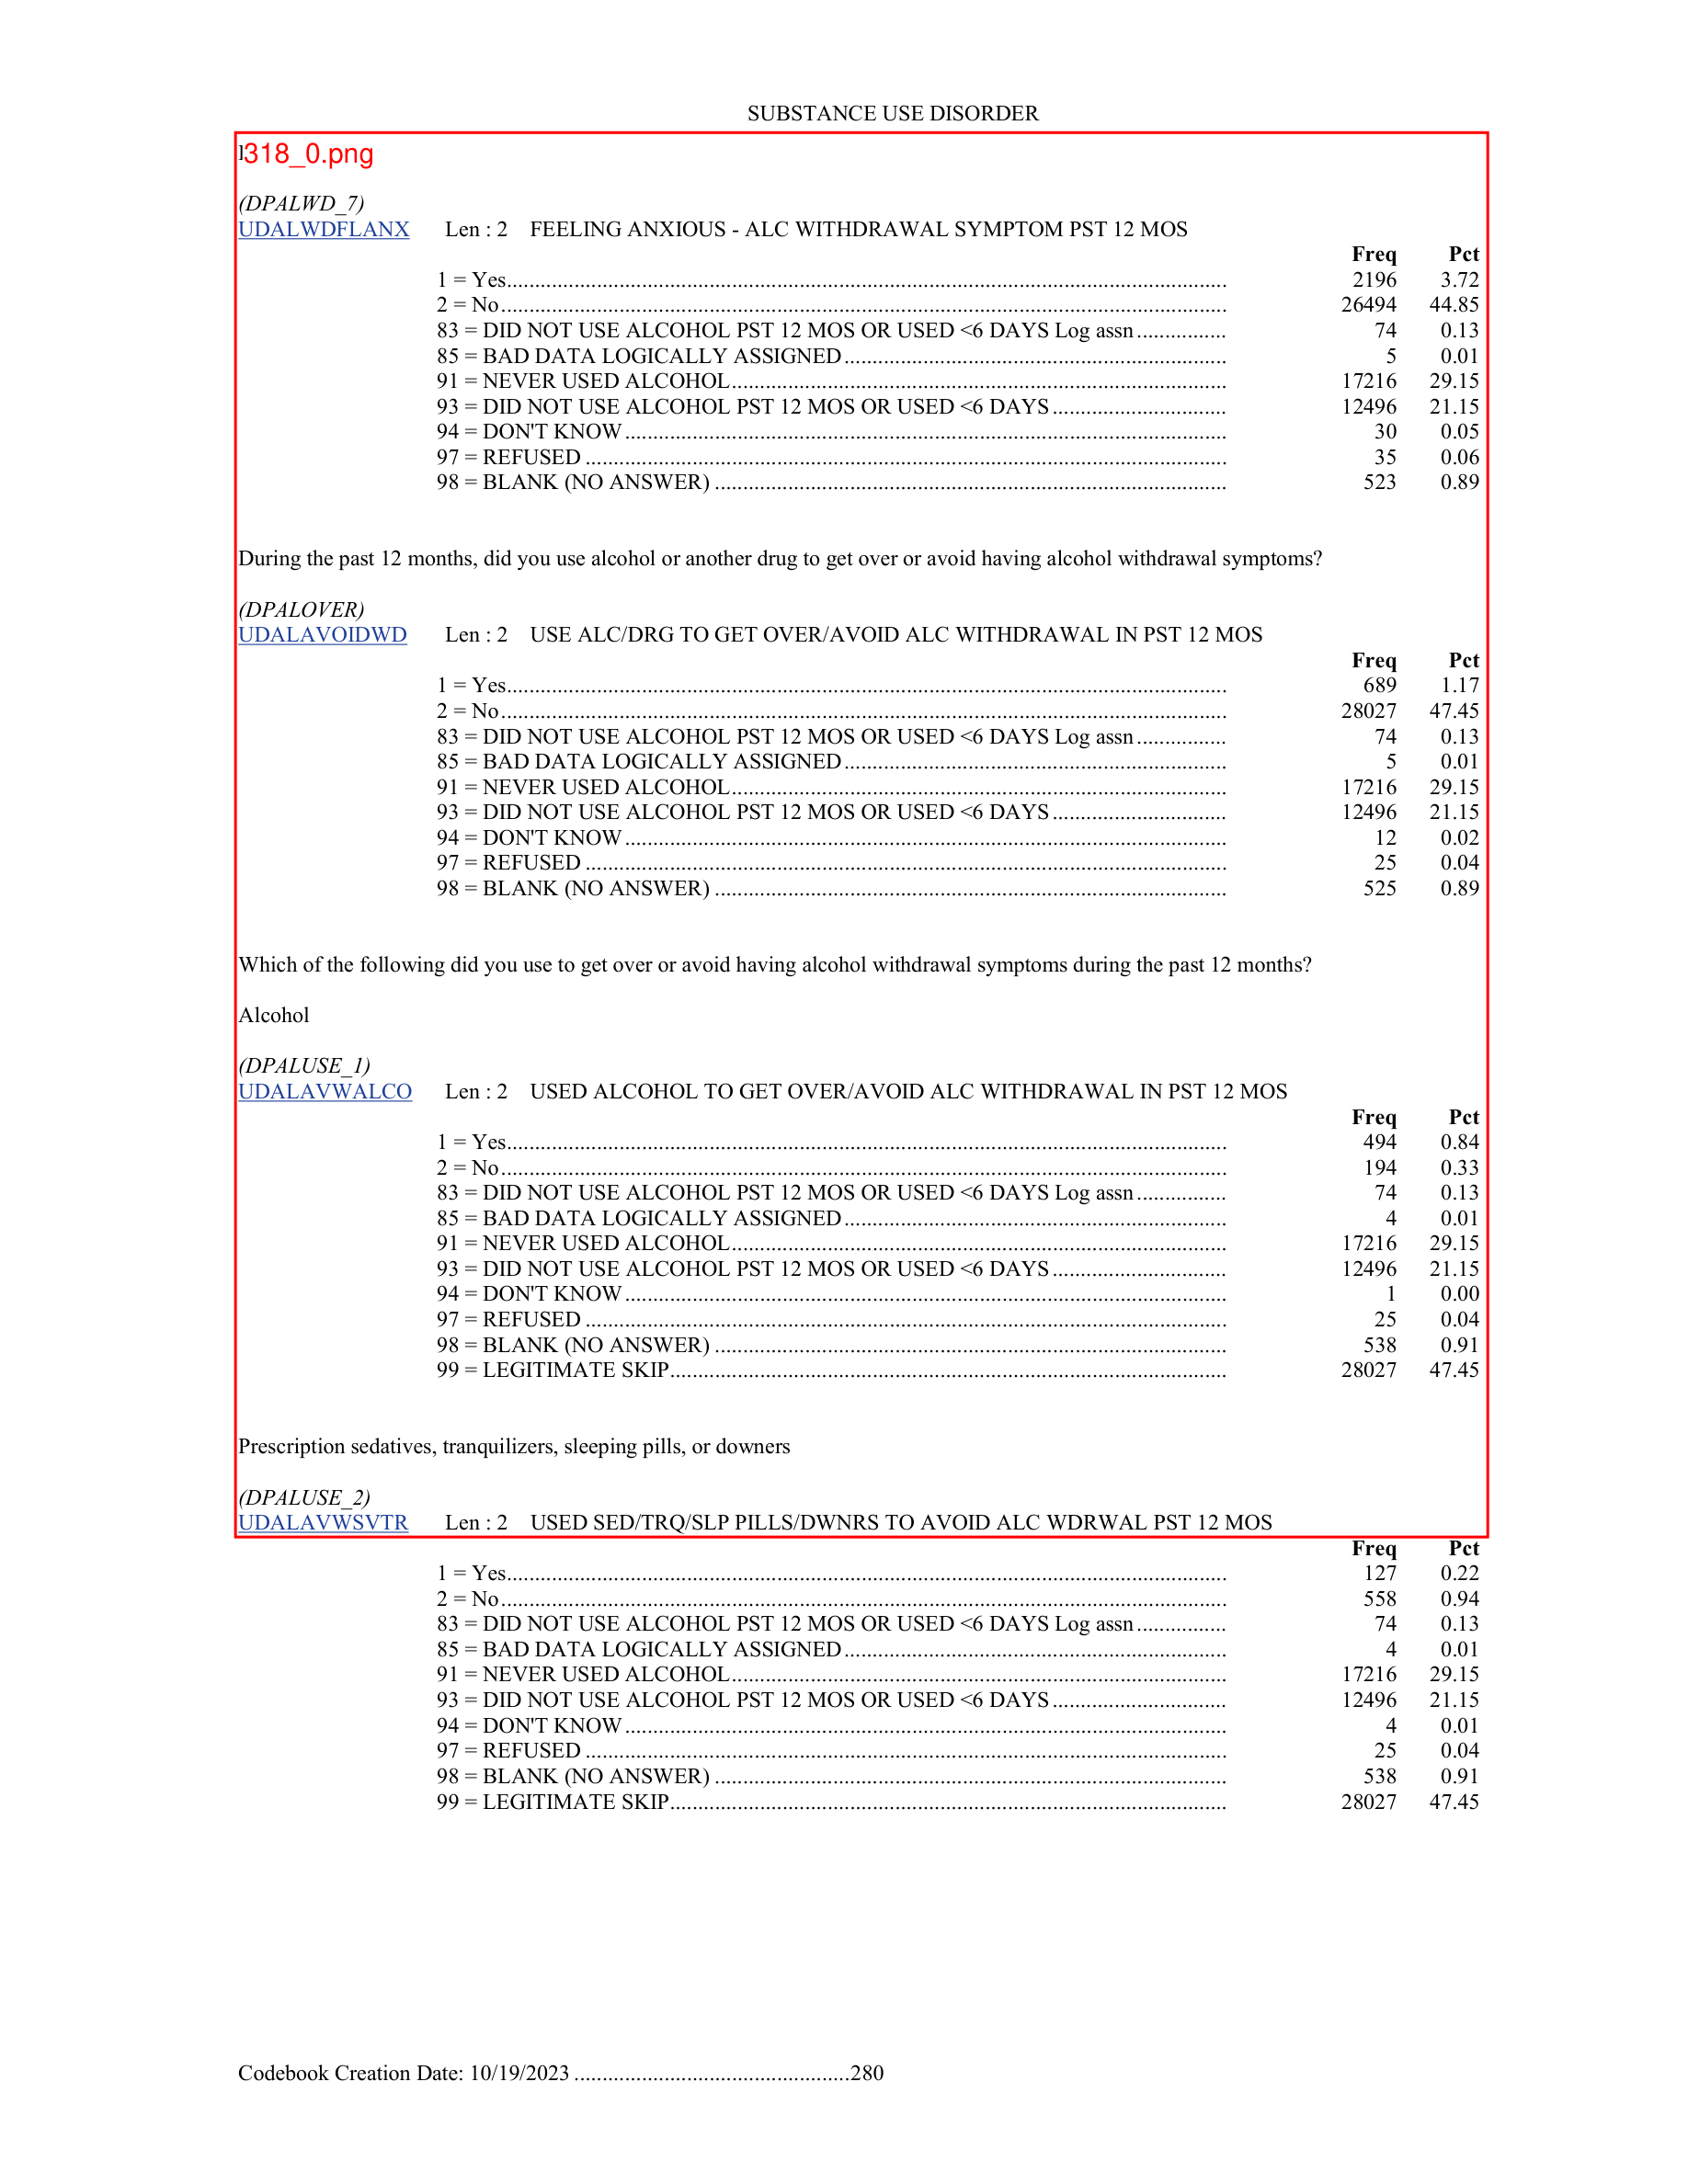 SUBSTANCE USE DISORDER
318_0.png
(DPALWD_7)
UDALWDFLANX Len : 2 FEELING ANXIOUS - ALC WITHDRAWAL SYMPTOM PST 12 MOS
Freq Pct
1 = Yes 2196 3.72
2 = No 26494 44.85
83 = DID NOT USE ALCOHOL PST 12 MOS OR USED <6 DAYS Log assn 74 0.13
85 = BAD DATA LOGICALLY ASSIGNED 5 0.01
91 = NEVER USED ALCOHOL 17216 29.15
93 = DID NOT USE ALCOHOL PST 12 MOS OR USED <6 DAYS 12496 21.15
94 = DON'T KNOW 30 0.05
97 = REFUSED 35 0.06
98 = BLANK (NO ANSWER) 523 0.89
During the past 12 months, did you use alcohol or another drug to get over or avoid having alcohol withdrawal symptoms?
(DPALOVER)
UDALAVOIDWD Len : 2 USE ALC/DRG TO GET OVER/AVOID ALC WITHDRAWAL IN PST 12 MOS
Freq Pct
1 = Yes 689 1.17
2 = No 28027 47.45
83 = DID NOT USE ALCOHOL PST 12 MOS OR USED <6 DAYS Log assn 74 0.13
85 = BAD DATA LOGICALLY ASSIGNED 5 0.01
91 = NEVER USED ALCOHOL 17216 29.15
93 = DID NOT USE ALCOHOL PST 12 MOS OR USED <6 DAYS 12496 21.15
94 = DON'T KNOW 12 0.02
97 = REFUSED 25 0.04
98 = BLANK (NO ANSWER) 525 0.89
Which of the following did you use to get over or avoid having alcohol withdrawal symptoms during the past 12 months?
Alcohol
(DPALUSE_1)
UDALAVWALCO Len : 2 USED ALCOHOL TO GET OVER/AVOID ALC WITHDRAWAL IN PST 12 MOS
Freq Pct
1 = Yes 494 0.84
2 = No 194 0.33
83 = DID NOT USE ALCOHOL PST 12 MOS OR USED <6 DAYS Log assn 74 0.13
85 = BAD DATA LOGICALLY ASSIGNED 4 0.01
91 = NEVER USED ALCOHOL 17216 29.15
93 = DID NOT USE ALCOHOL PST 12 MOS OR USED <6 DAYS 12496 21.15
94 = DON'T KNOW 1 0.00
97 = REFUSED 25 0.04
98 = BLANK (NO ANSWER) 538 0.91
99 = LEGITIMATE SKIP 28027 47.45
Prescription sedatives, tranquilizers, sleeping pills, or downers
(DPALUSE_2)
UDALAVWSVTR Len : 2 USED SED/TRQ/SLP PILLS/DWNRS TO AVOID ALC WDRWAL PST 12 MOS
Freq Pct
1 = Yes 127 0.22
2 = No 558 0.94
83 = DID NOT USE ALCOHOL PST 12 MOS OR USED <6 DAYS Log assn 74 0.13
85 = BAD DATA LOGICALLY ASSIGNED 4 0.01
91 = NEVER USED ALCOHOL 17216 29.15
93 = DID NOT USE ALCOHOL PST 12 MOS OR USED <6 DAYS 12496 21.15
94 = DON'T KNOW 4 0.01
97 = REFUSED 25 0.04
98 = BLANK (NO ANSWER) 538 0.91
99 = LEGITIMATE SKIP 28027 47.45
Codebook Creation Date: 10/19/2023 280